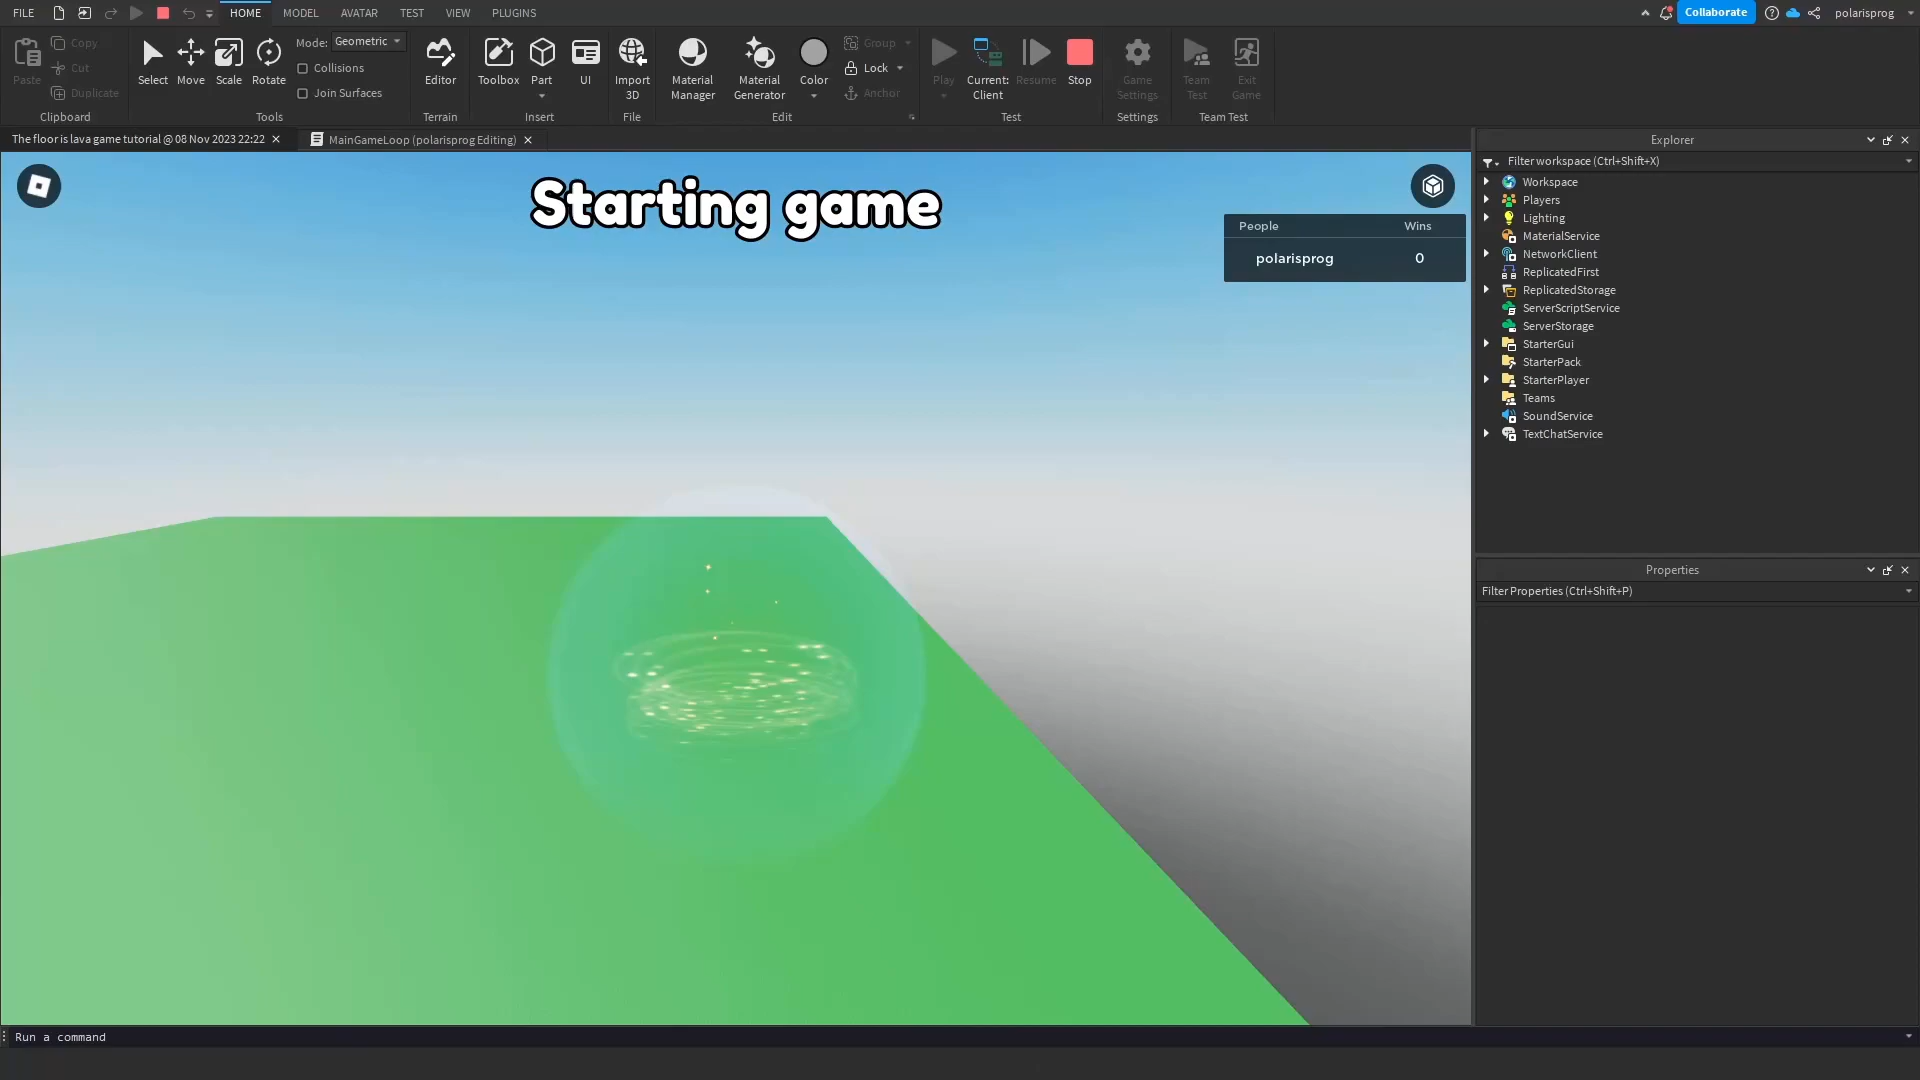 FILE HOME MODEL AVATAR TEST VIEW PLUGINS Collaborate polarisprog
Copy Mode: Geometric Group
Cut Collisions Lock
Paste Select Move Scale Rotate Editor Toolbox Part UI Import 3D Material Manager Material Generator Color Play Current: Client Resume Stop Game Settings Team Test Exit Game
Duplicate Join Surfaces Anchor
Clipboard Tools Terrain Insert File Edit Test Settings Team Test
The floor is lava game tutorial @ 08 Nov 2023 22:22 MainGameLoop (polarisprog Editing)
Starting game
People Wins
polarisprog 0
Explorer
Filter workspace (Ctrl+Shift+X)
Workspace
Players
Lighting
MaterialService
NetworkClient
ReplicatedFirst
ReplicatedStorage
ServerScriptService
ServerStorage
StarterGui
StarterPack
StarterPlayer
Teams
SoundService
TextChatService
Properties
Filter Properties (Ctrl+Shift+P)
Run a command